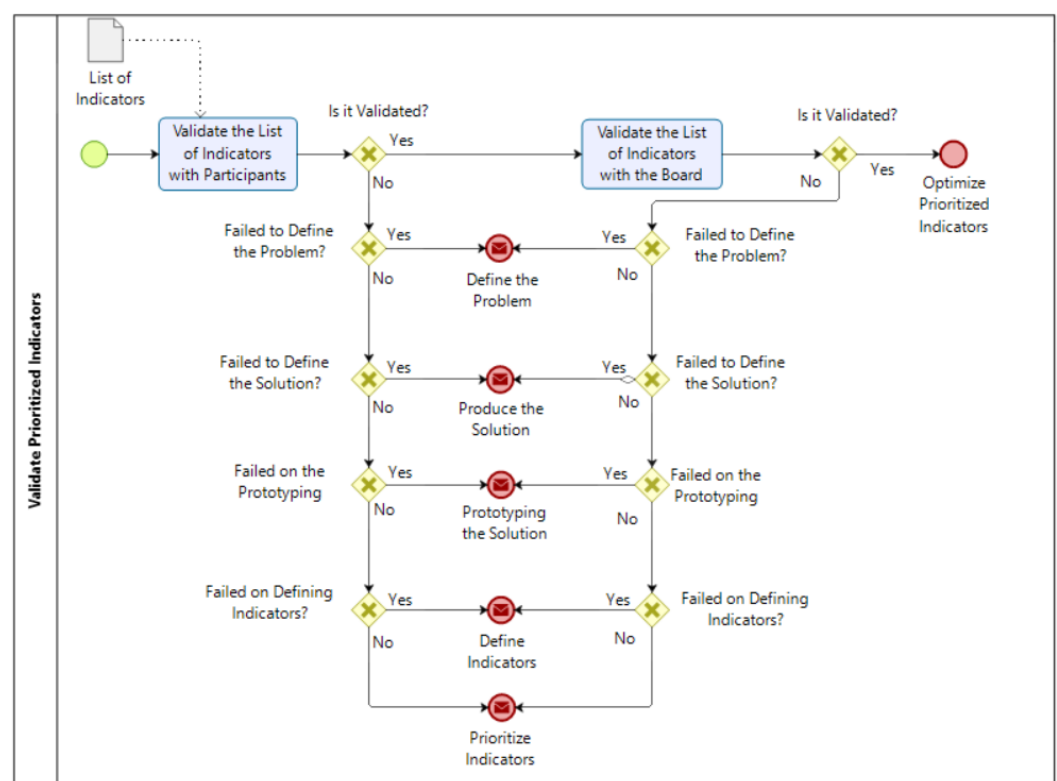 Validate Prioritized Indicators
List of
Indicators
Validate the List
of Indicators
with Participants
Is it Validated?
Yes
No
Validate the List
of Indicators
with the Board
Is it Validated?
Yes
No
Optimize
Prioritized
Indicators
Failed to Define
the Problem?
Yes
No
Define the
Problem
Yes
No
Failed to Define
the Problem?
Failed to Define
the Solution?
Yes
No
Produce the
Solution
Yes
No
Failed to Define
the Solution?
Failed on the
Prototyping
Yes
No
Prototyping
the Solution
Yes
No
Failed on the
Prototyping
Failed on Defining
Indicators?
Yes
No
Define
Indicators
Yes
No
Failed on Defining
Indicators?
Prioritize
Indicators